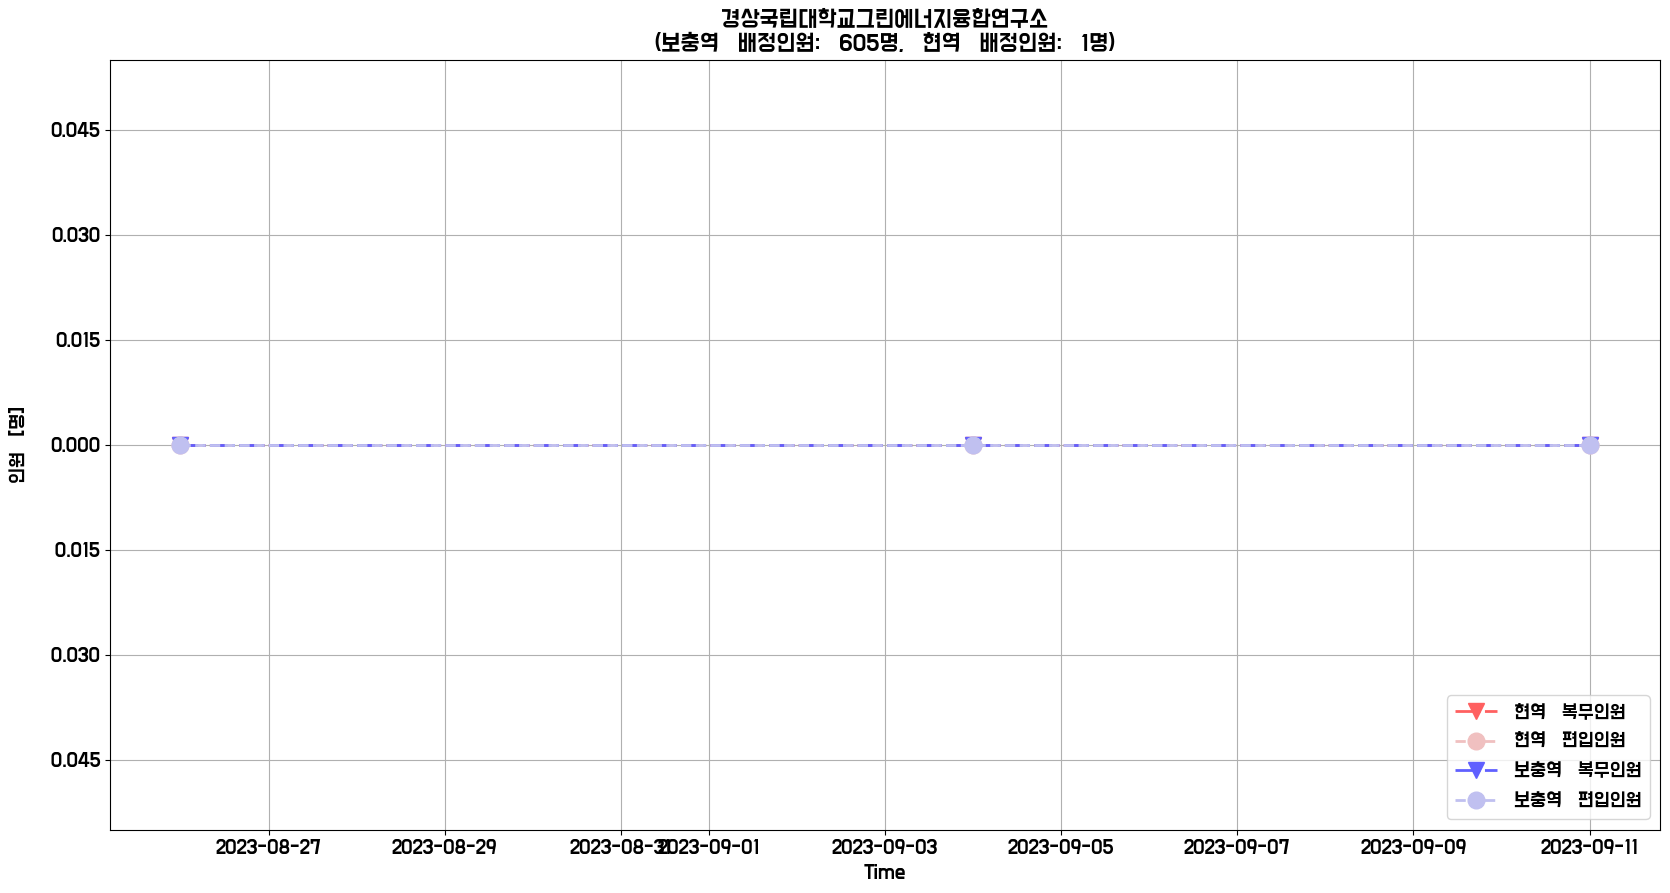 경상국립대학교그린에너지융합연구소
(보충역 배정인원: 605명, 현역 배정인원: 1명)
0.045
0.030
0.015
0.000
0.015
0.030
0.045
인원 [명]
현역 복무인원
현역 편입인원
보충역 복무인원
보충역 편입인원
2023-08-27 2023-08-29 2023-08-31 2023-09-01 2023-09-03 2023-09-05 2023-09-07 2023-09-09 2023-09-11
Time